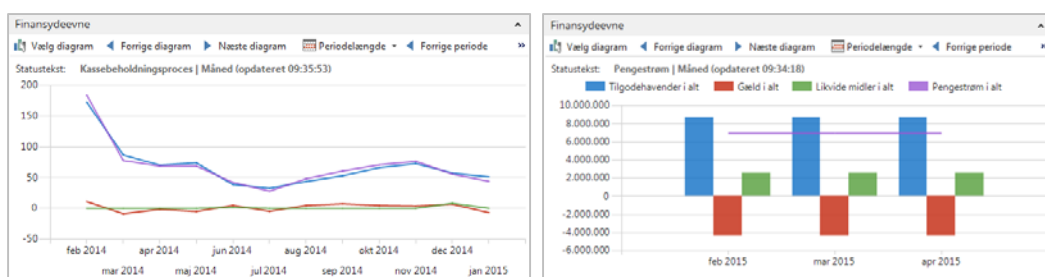 Finansydeevne
Vælg diagram Forrige diagram Næste diagram Periodelængde Forrige periode »
Statustekst: Kassebeholdningsproces | Måned (opdateret 09:35:53)
200
150
100
50
0
-50
feb 2014 apr 2014 jun 2014 aug 2014 okt 2014 dec 2014
mar 2014 maj 2014 jul 2014 sep 2014 nov 2014 jan 2015
Finansydeevne
Vælg diagram Forrige diagram Næste diagram Periodelængde Forrige periode »
Statustekst: Pengestrøm | Måned (opdateret 09:34:18)
Tilgodehavender i alt Gæld i alt Likvide midler i alt Pengestrøm i alt
10.000.000
8.000.000
6.000.000
4.000.000
2.000.000
0
-2.000.000
-4.000.000
-6.000.000
feb 2015 mar 2015 apr 2015